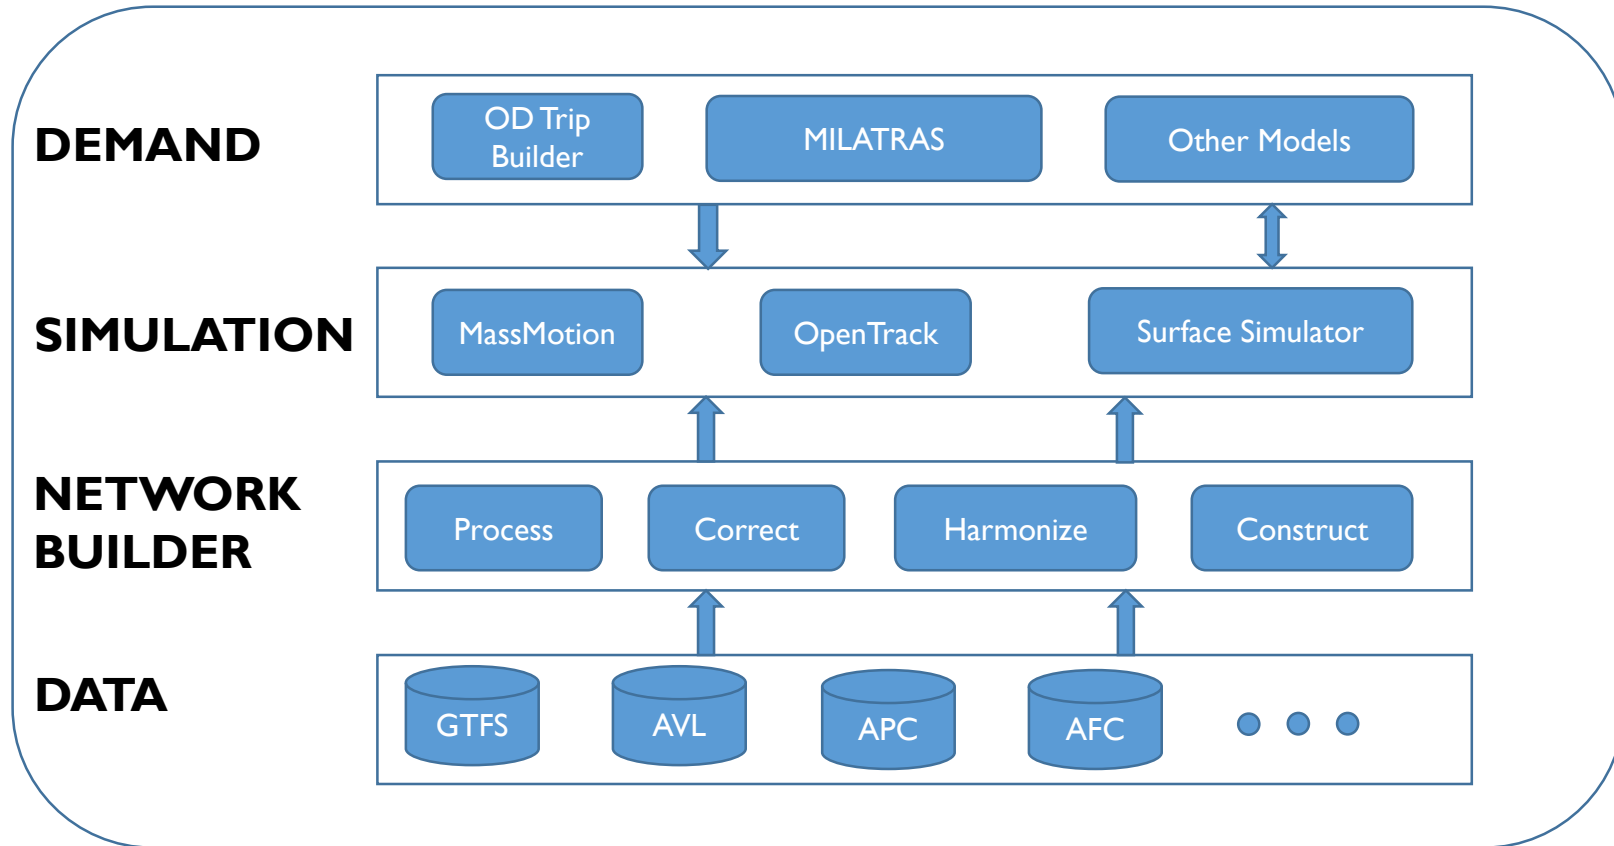 DEMAND
OD Trip
Builder
MILATRAS
Other Models
SIMULATION
MassMotion
OpenTrack
Surface Simulator
NETWORK
BUILDER
Process
Correct
Harmonize
Construct
DATA
GTFS
AVL
APC
AFC